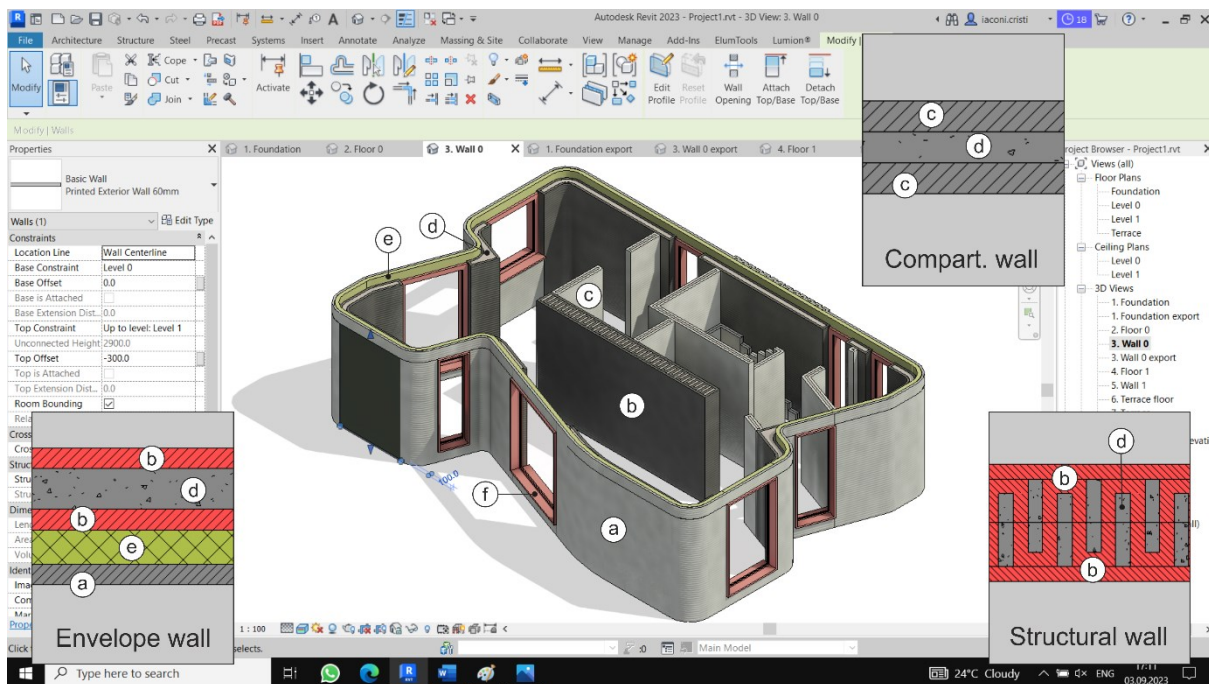 Autodesk Revit 2023 - Project1.rvt - 3D View: 3. Wall 0
iaconi.cristi
18
File Architecture Structure Steel Precast Systems Insert Annotate Analyze Massing & Site Collaborate View Manage Add-Ins ElumTools Lumion® Modify |
Modify
Paste
Cope
Cut
Join
Activate
Edit Profile
Reset Profile
Wall Opening
Attach Top/Base
Detach Top/Base
Modify | Walls
Properties
1. Foundation
2. Floor 0
3. Wall 0
1. Foundation export
3. Wall 0 export
4. Floor 1
Basic Wall
Printed Exterior Wall 60mm
Walls (1)
Edit Type
Constraints
Location Line Wall Centerline
Base Constraint Level 0
Base Offset 0.0
Base is Attached
Base Extension Dist... 0.0
Top Constraint Up to level: Level 1
Unconnected Height 2900.0
Top Offset -300.0
Top is Attached
Top Extension Dist... 0.0
Room Bounding
c
d
c
Compart. wall
Project1.rvt
Views (all)
Floor Plans
Foundation
Level 0
Level 1
Terrace
Ceiling Plans
Level 0
Level 1
3D Views
1. Foundation
1. Foundation export
2. Floor 0
3. Wall 0
3. Wall 0 export
4. Floor 1
5. Wall 1
6. Terrace floor
e
d
c
b
100.0
f
a
b
d
b
e
a
Envelope wall
d
b
b
Structural wall
1 : 100
:0
Main Model
Type here to search
24°C Cloudy
ENG
17:11
03.09.2023